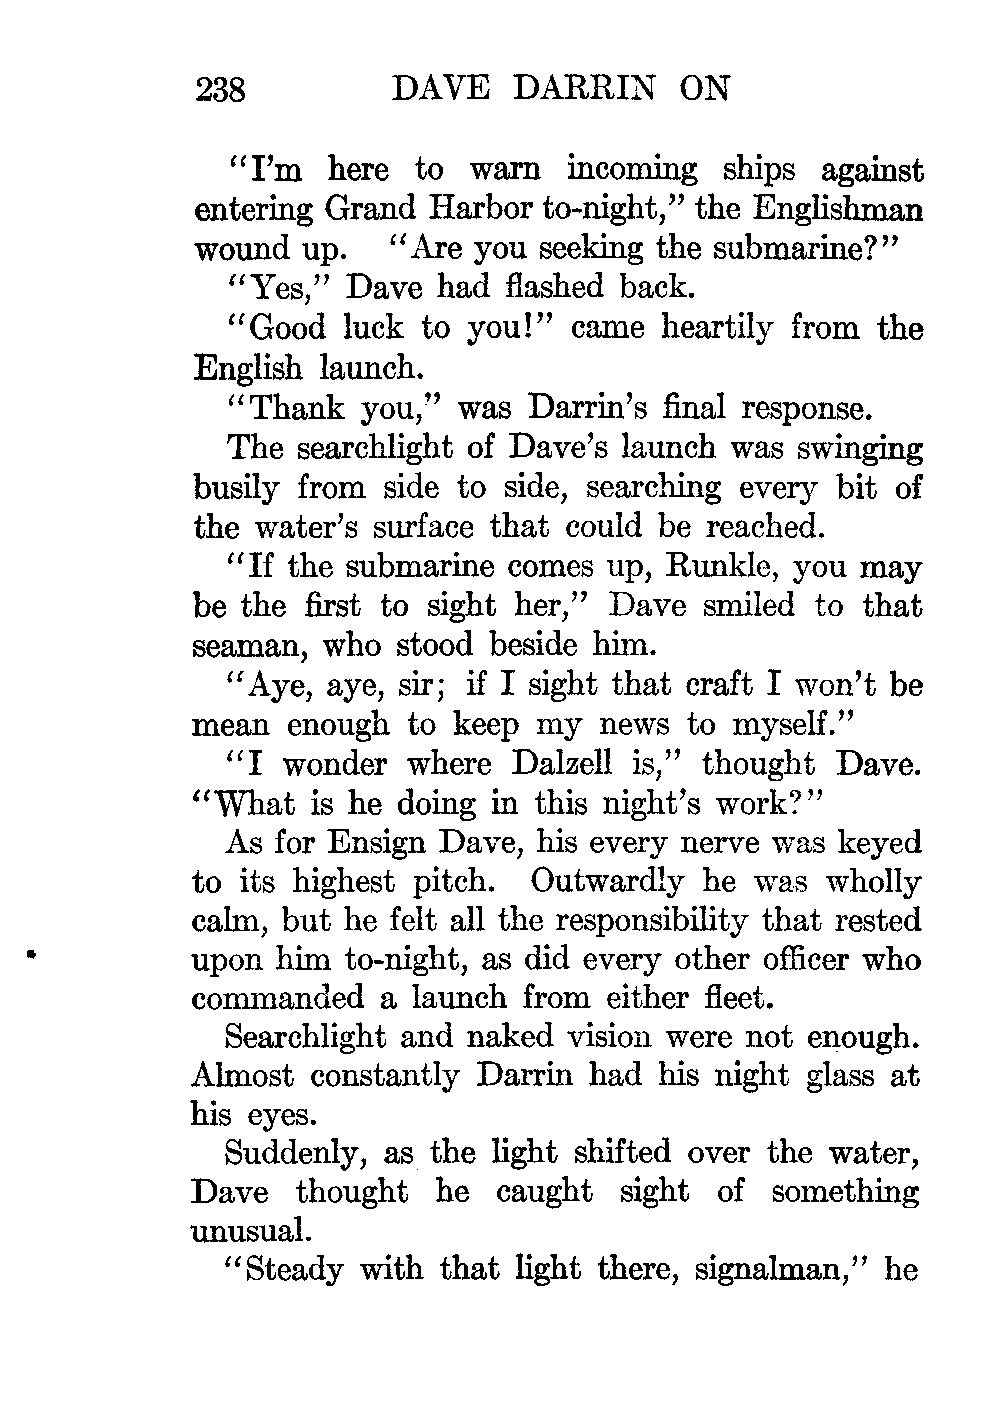 238 DAVE DARRIN ON
"I'm here to warn incoming ships against
entering Grand Harbor to-night," the Englishman
wound up. "Are you seeking the submarine?"
"Yes," Dave had flashed back.
"Good luck to you!" came heartily from the
English launch.
"Thank you," was Darrin's final response.
The searchlight of Dave's launch was swinging
busily from side to side, searching every bit of
the water's surface that could be reached.
"If the submarine comes up, Runkle, you may
be the first to sight her," Dave smiled to that
seaman, who stood beside him.
"Aye, aye, sir; if I sight that craft I won't be
mean enough to keep my news to myself."
"I wonder where Dalzell is," thought Dave.
"What is he doing in this night's work?"
As for Ensign Dave, his every nerve was keyed
to its highest pitch. Outwardly he was wholly
calm, but he felt all the responsibility that rested
upon him to-night, as did every other officer who
commanded a launch from either fleet.
Searchlight and naked vision were not enough.
Almost constantly Darrin had his night glass at
his eyes.
Suddenly, as the light shifted over the water,
Dave thought he caught sight of something
unusual.
"Steady with that light there, signalman," he